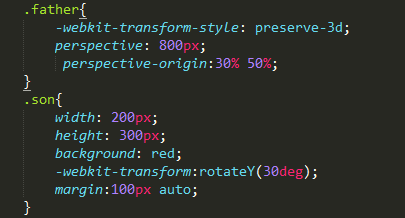 .father{
-webkit-transform-style: preserve-3d;
perspective: 800px;
perspective-origin:30% 50%;
}
.son{
width: 200px;
height: 300px;
background: red;
-webkit-transform:rotateY(30deg);
margin:100px auto;
}